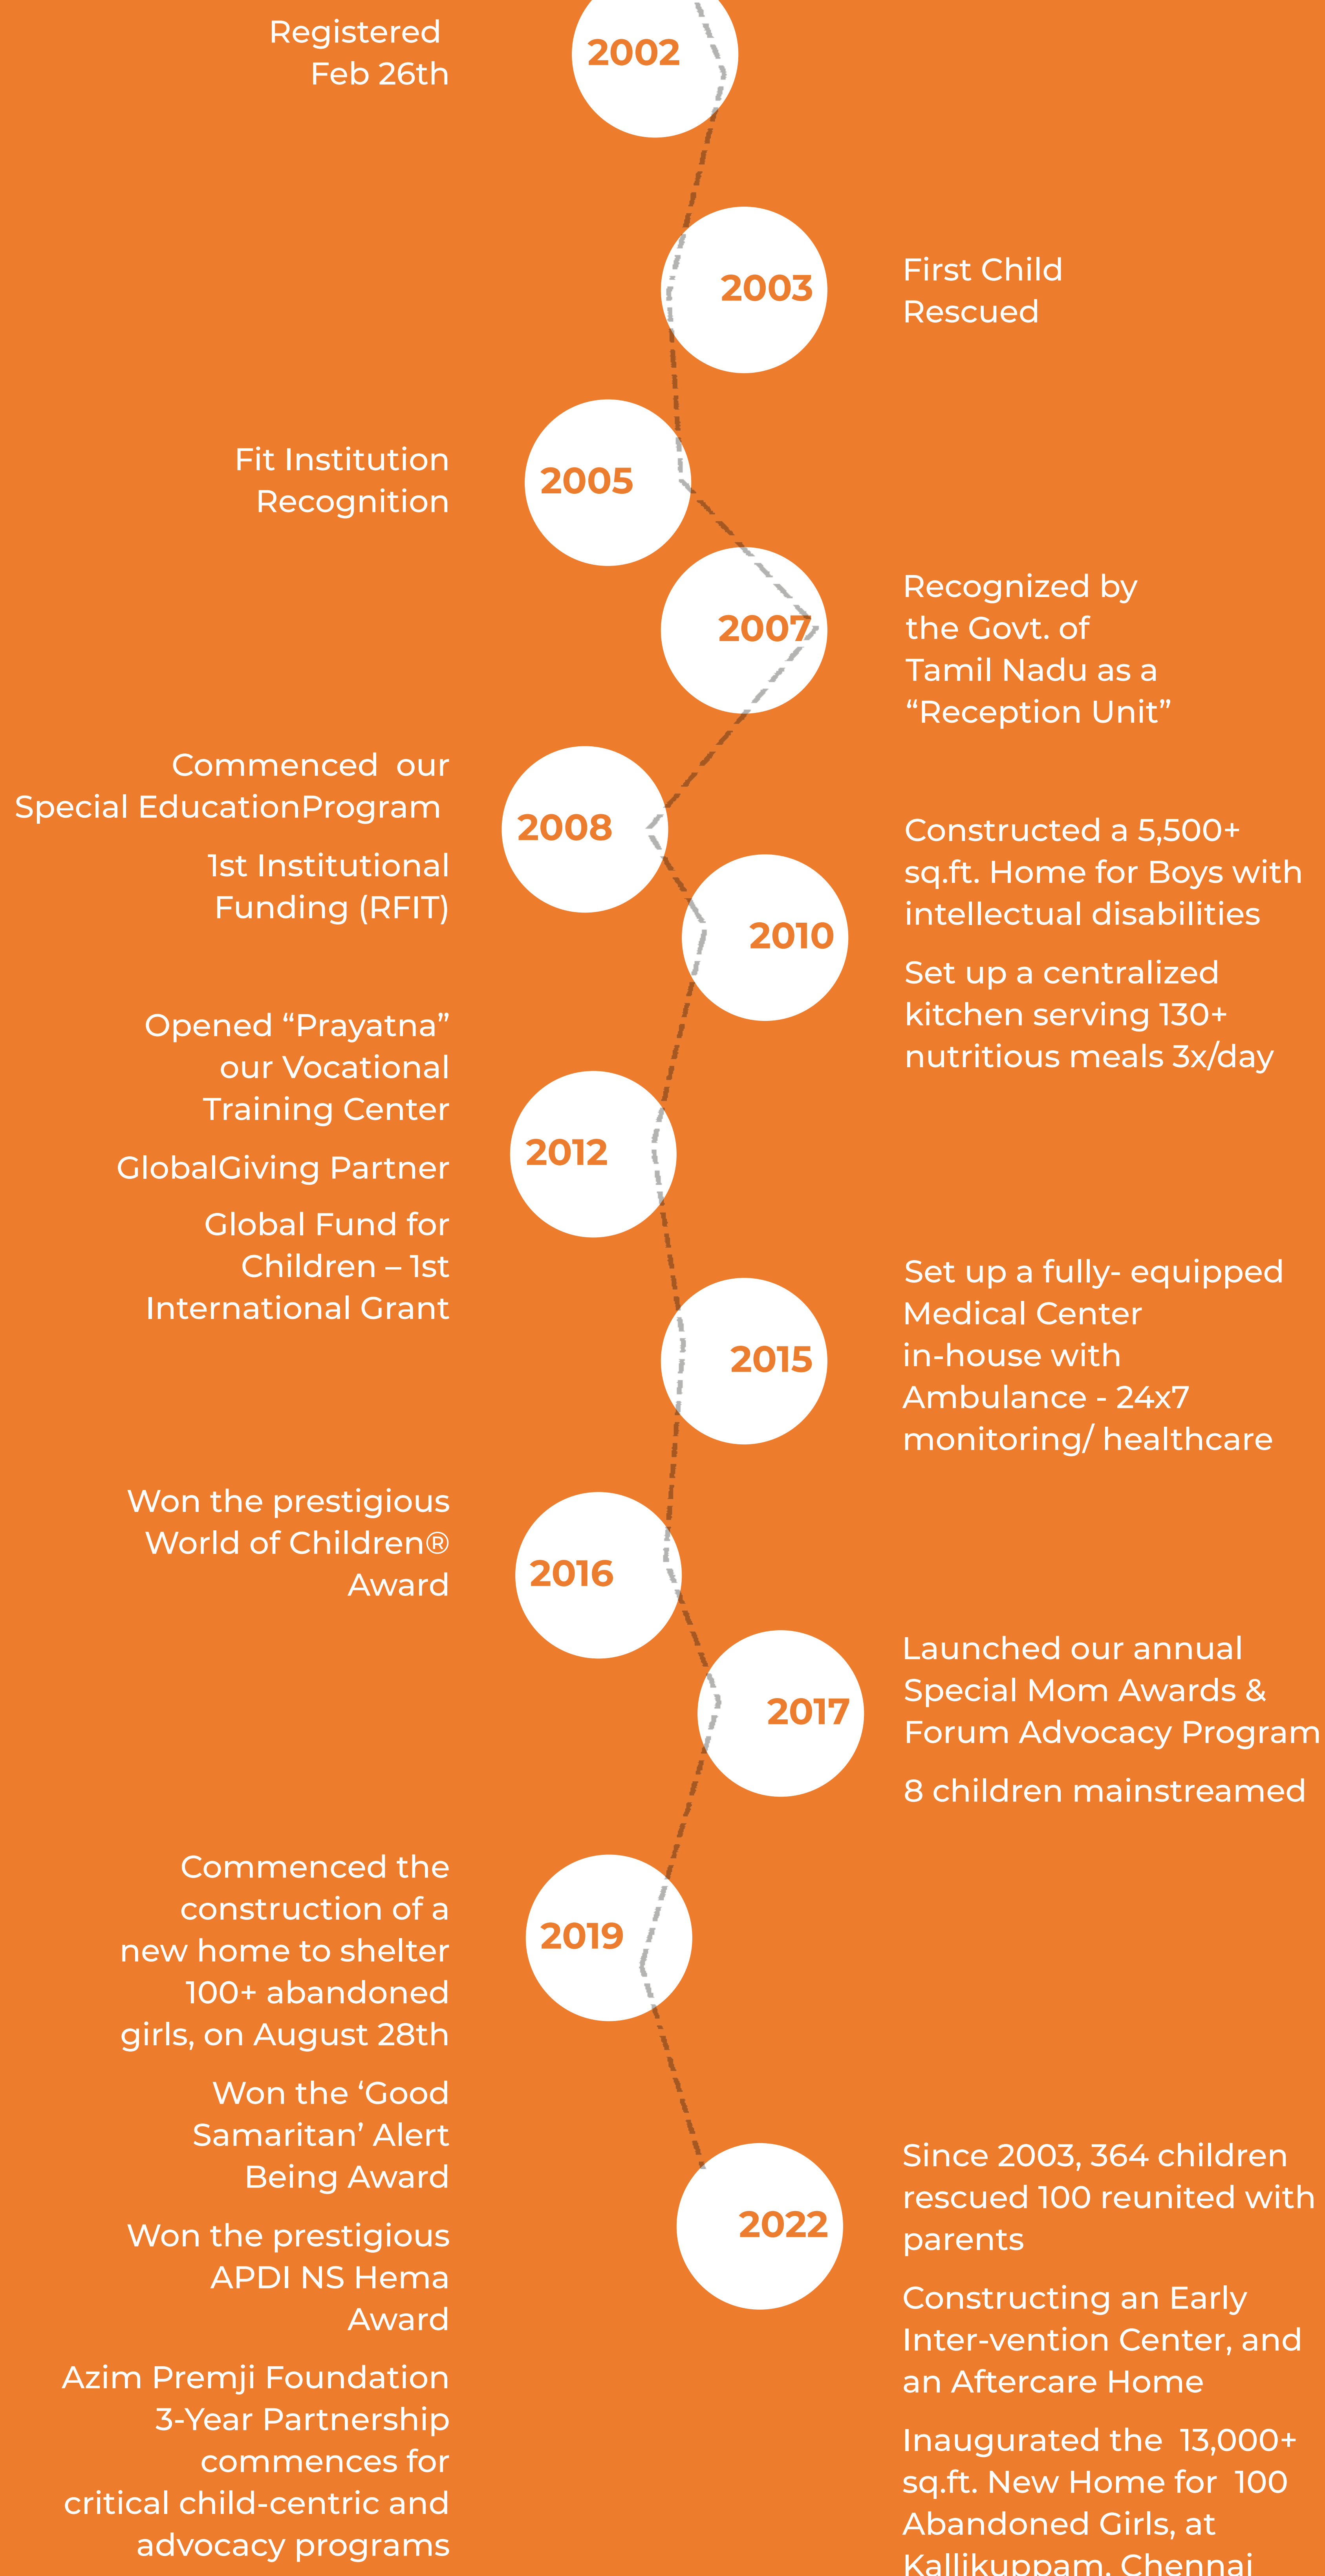 Registered
Feb 26th
2002
2003
First Child
Rescued
Fit Institution
Recognition
2005
2007
Recognized by
the Govt. of
Tamil Nadu as a
“Reception Unit”
Commenced  our
Special EducationProgram
1st Institutional
Funding (RFIT)
2008
2010
Constructed a 5,500+
sq.ft. Home for Boys with
intellectual disabilities
Set up a centralized
kitchen serving 130+
nutritious meals 3x/day
Opened “Prayatna”
our Vocational
Training Center
GlobalGiving Partner
Global Fund for
Children – 1st
International Grant
2012
2015
Set up a fully- equipped
Medical Center
in-house with
Ambulance - 24x7
monitoring/ healthcare
Won the prestigious
World of Children®
Award
2016
2017
Launched our annual
Special Mom Awards &
Forum Advocacy Program
8 children mainstreamed
Commenced the
construction of a
new home to shelter
100+ abandoned
girls, on August 28th
Won the ‘Good
Samaritan’ Alert
Being Award
Won the prestigious
APDI NS Hema
Award
Azim Premji Foundation
3-Year Partnership
commences for
critical child-centric and
advocacy programs
2019
2022
Since 2003, 364 children
rescued 100 reunited with
parents
Constructing an Early
Inter-vention Center, and
an Aftercare Home
Inaugurated the  13,000+
sq.ft. New Home for  100
Abandoned Girls, at
Kallikuppam, Chennai